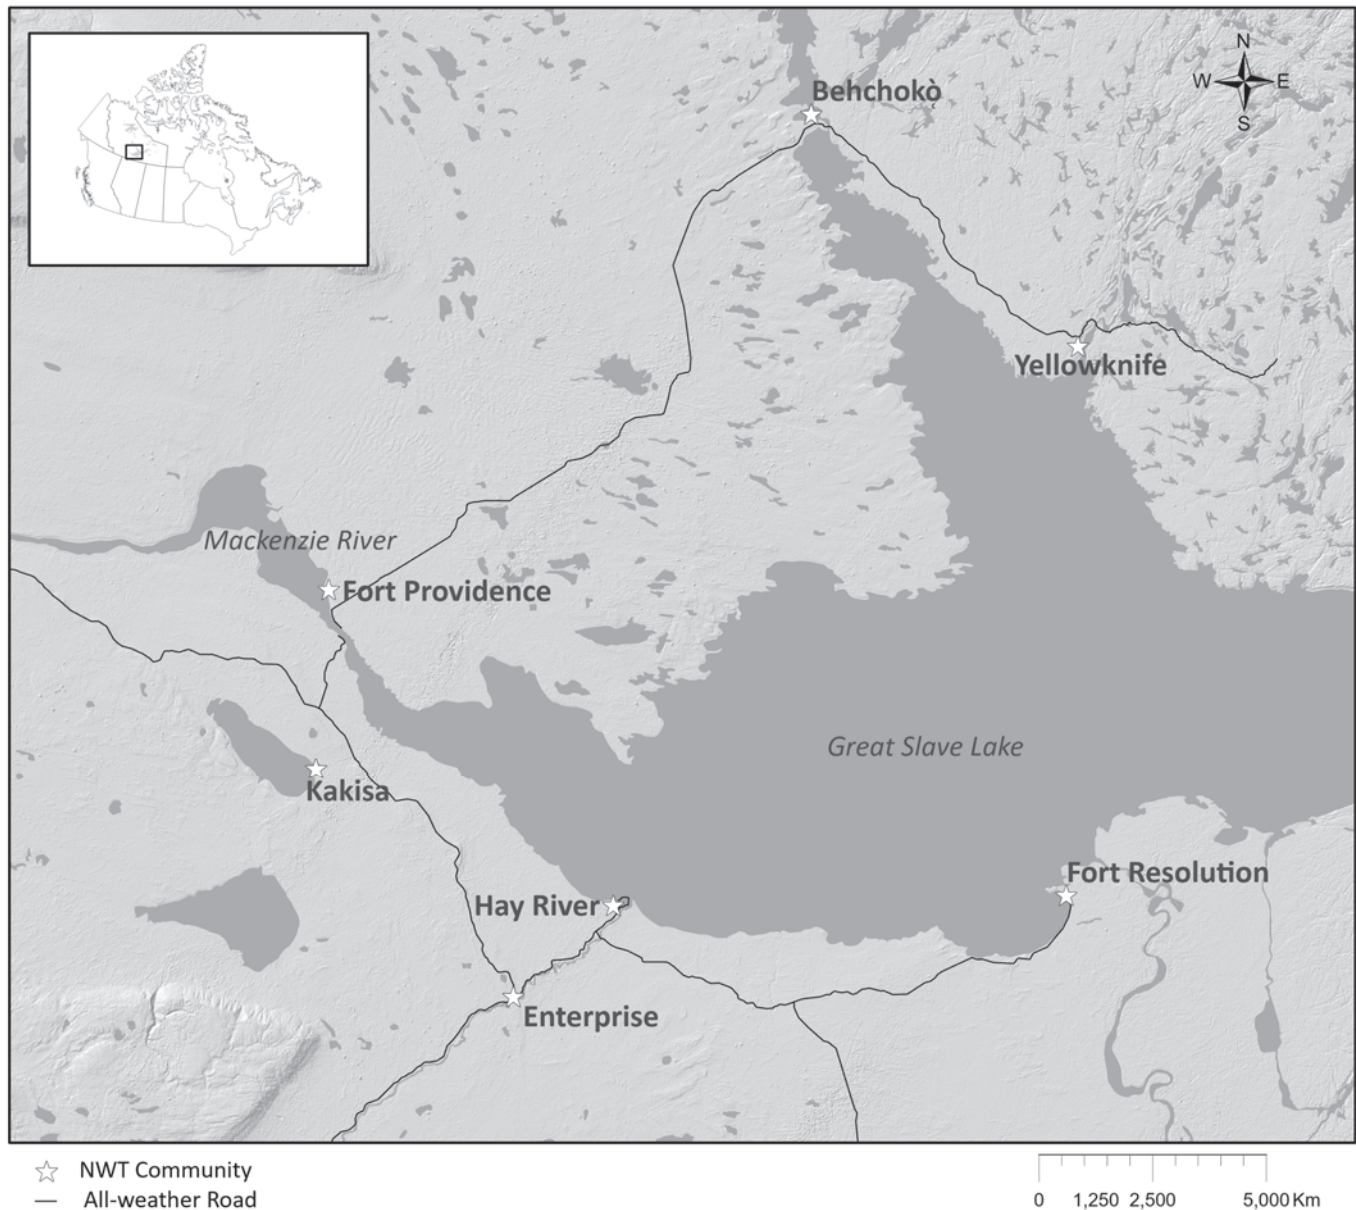 N
W E
S
Behchokǫ̀
Yellowknife
Mackenzie River
Fort Providence
Great Slave Lake
Kakisa
Fort Resolution
Hay River
Enterprise
NWT Community
All-weather Road
0 1,250 2,500 5,000 Km